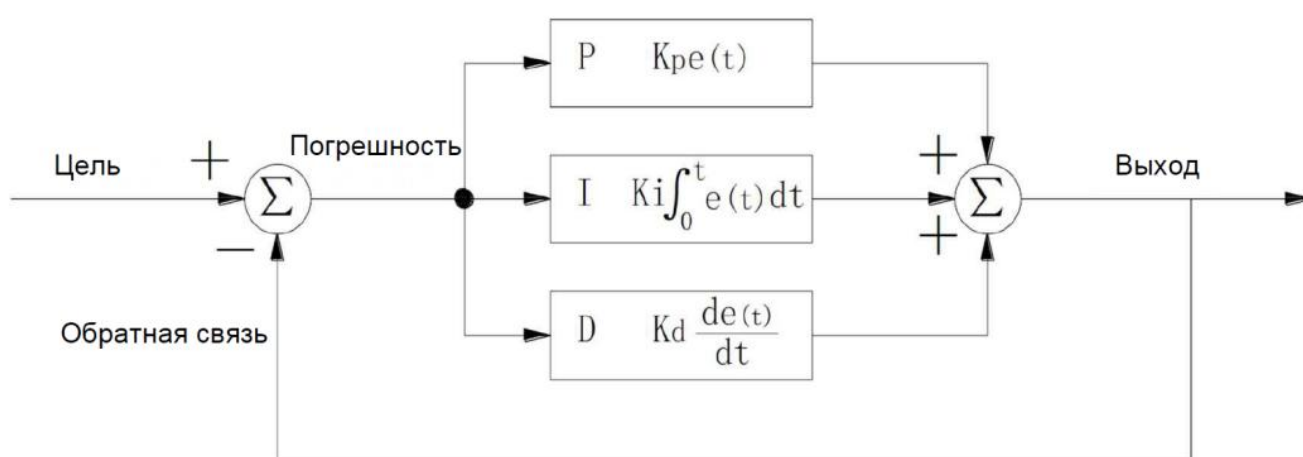 P Kpe(t)
Цель
+
Σ
−
Погрешность
I Ki∫₀ᵗe(t)dt
+
+
Σ
Выход
Обратная связь
D Kd de(t)/dt